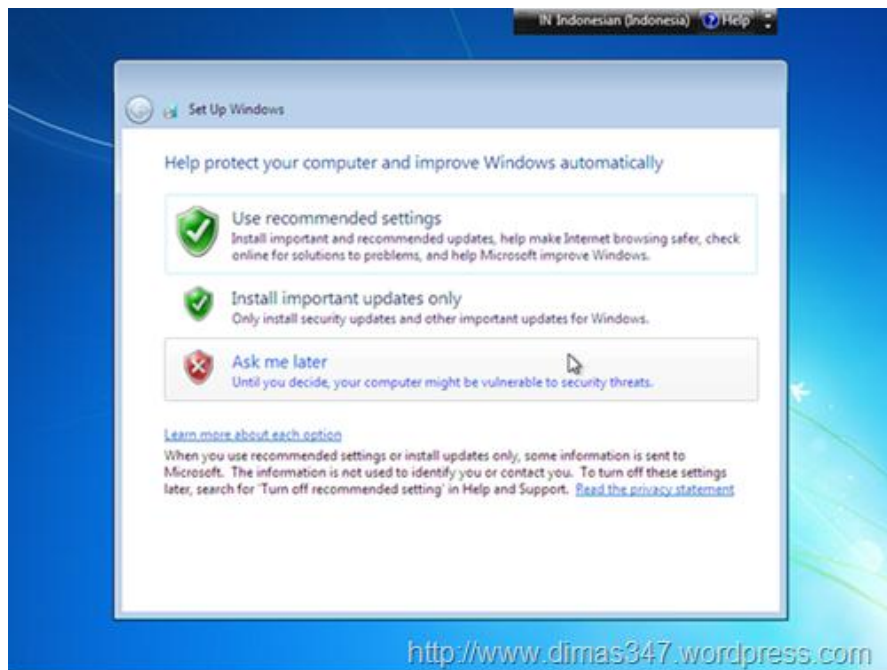 IN Indonesian (Indonesia) Help
Set Up Windows
Help protect your computer and improve Windows automatically
Use recommended settings
Install important and recommended updates, help make Internet browsing safer, check
online for solutions to problems, and help Microsoft improve Windows.
Install important updates only
Only install security updates and other important updates for Windows.
Ask me later
Until you decide, your computer might be vulnerable to security threats.
Learn more about each option
When you use recommended settings or install updates only, some information is sent to
Microsoft. The information is not used to identify you or contact you. To turn off these settings
later, search for 'Turn off recommended setting' in Help and Support. Read the privacy statement
http://www.dimas347.wordpress.com